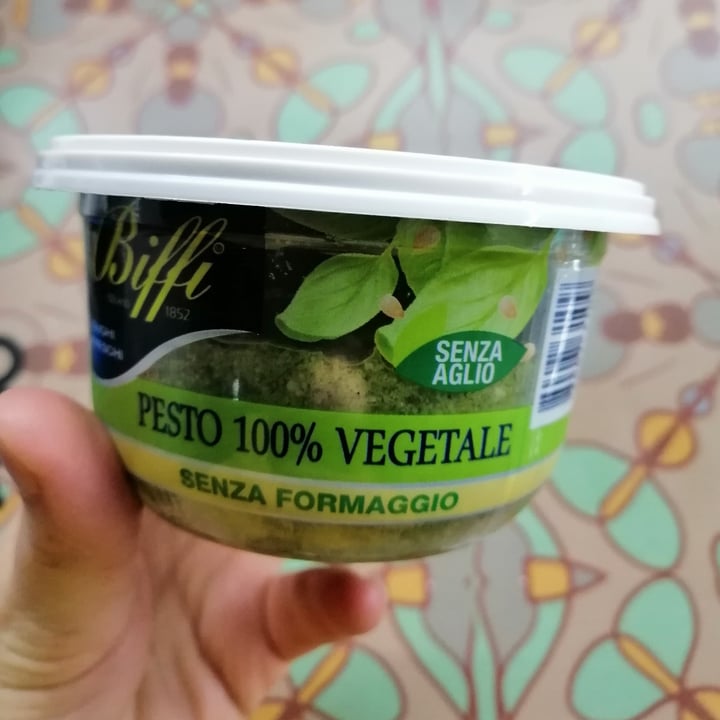 Biffi
1852
SENZA
AGLIO
PESTO 100% VEGETALE
SENZA FORMAGGIO